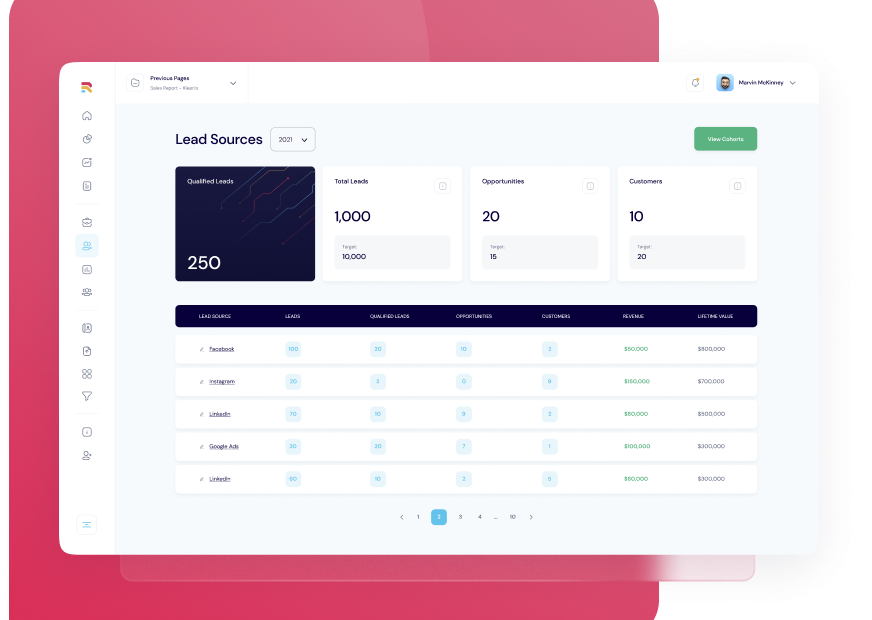 Previous Pages
Sales Report - Klearis
Marvin McKinney
Lead Sources
2021
View Cohorts
Qualified Leads
250
Total Leads
1,000
Target:
10,000
Opportunities
20
Target:
15
Customers
10
Target:
20
LEAD SOURCE LEADS QUALIFIED LEADS OPPORTUNITIES CUSTOMERS REVENUE LIFETIME VALUE
Facebook 100 20 10 2 $50,000 $800,000
Instagram 20 3 0 9 $150,000 $700,000
LinkedIn 70 10 9 2 $80,000 $500,000
Google Ads 20 20 7 1 $100,000 $300,000
LinkedIn 60 10 2 5 $80,000 $300,000
1 2 3 4 ... 10